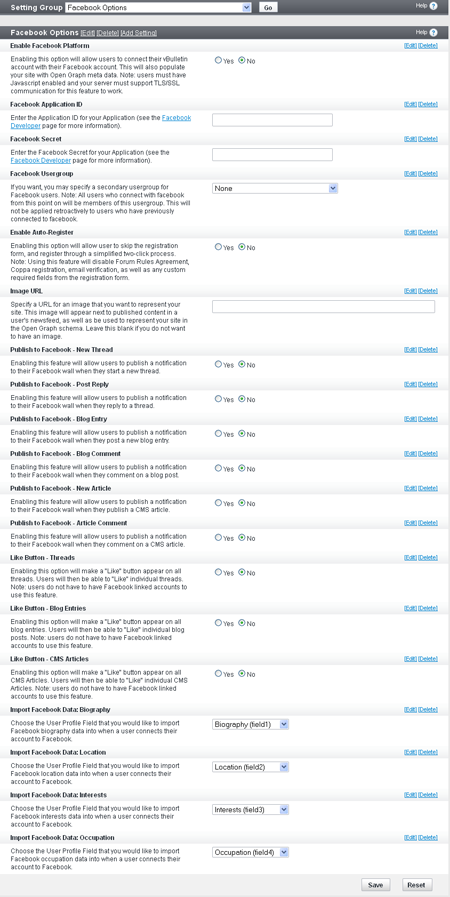 Setting Group Facebook Options Go Help
Facebook Options [Edit] [Delete] [Add Setting] Help
Enable Facebook Platform [Edit] [Delete]
Enabling this option will allow users to connect their vBulletin
account with their Facebook account. This will also populate
your site with Open Graph meta data. Note: users must have
Javascript enabled and your server must support TLS/SSL
communication for this feature to work.
Yes No
Facebook Application ID [Edit] [Delete]
Enter the Application ID for your Application (see the Facebook
Developer page for more information).
Facebook Secret [Edit] [Delete]
Enter the Facebook Secret for your Application (see the
Facebook Developer page for more information).
Facebook Usergroup [Edit] [Delete]
If you want, you may specify a secondary usergroup for
Facebook users. Note: All users who connect with facebook
from this point on will be members of this usergroup. This will
not be applied retroactively to users who have previously
connected to facebook.
None
Enable Auto-Register [Edit] [Delete]
Enabling this option will allow user to skip the registration
form, and register through a simplified two-click process.
Note: Using this feature will disable Forum Rules Agreement,
Coppa registration, email verification, as well as any custom
required fields from the registration form.
Yes No
Image URL [Edit] [Delete]
Specify a URL for an image that you want to represent your
site. This image will appear next to published content in a
user's newsfeed, as well as be used to represent your site in
the Open Graph schema. Leave this blank if you do not want
to have an image.
Publish to Facebook - New Thread [Edit] [Delete]
Enabling this feature will allow users to publish a notification
to their Facebook wall when they start a new thread.
Yes No
Publish to Facebook - Post Reply [Edit] [Delete]
Enabling this feature will allow users to publish a notification
to their Facebook wall when they reply to a thread.
Yes No
Publish to Facebook - Blog Entry [Edit] [Delete]
Enabling this feature will allow users to publish a notification
to their Facebook wall when they post a new blog entry.
Yes No
Publish to Facebook - Blog Comment [Edit] [Delete]
Enabling this feature will allow users to publish a notification
to their Facebook wall when they comment on a blog post.
Yes No
Publish to Facebook - New Article [Edit] [Delete]
Enabling this feature will allow users to publish a notification
to their Facebook wall when they publish a CMS article.
Yes No
Publish to Facebook - Article Comment [Edit] [Delete]
Enabling this feature will allow users to publish a notification
to their Facebook wall when they comment on a CMS article.
Yes No
Like Button - Threads [Edit] [Delete]
Enabling this option will make a "Like" button appear on all
threads. Users will then be able to "Like" individual threads.
Note: users do not have to have Facebook linked accounts to
use this feature.
Yes No
Like Button - Blog Entries [Edit] [Delete]
Enabling this option will make a "Like" button appear on all
blog entries. Users will then be able to "Like" individual blog
posts. Note: users do not have to have Facebook linked
accounts to use this feature.
Yes No
Like Button - CMS Articles [Edit] [Delete]
Enabling this option will make a "Like" button appear on all
CMS Articles. Users will then be able to "Like" individual CMS
Articles. Note: users do not have to have Facebook linked
accounts to use this feature.
Yes No
Import Facebook Data: Biography [Edit] [Delete]
Choose the User Profile Field that you would like to import
Facebook biography data into when a user connects their
account to Facebook.
Biography (field1)
Import Facebook Data: Location [Edit] [Delete]
Choose the User Profile Field that you would like to import
Facebook location data into when a user connects their
account to Facebook.
Location (field2)
Import Facebook Data: Interests [Edit] [Delete]
Choose the User Profile Field that you would like to import
Facebook interests data into when a user connects their
account to Facebook.
Interests (field3)
Import Facebook Data: Occupation [Edit] [Delete]
Choose the User Profile Field that you would like to import
Facebook occupation data into when a user connects their
account to Facebook.
Occupation (field4)
Save Reset